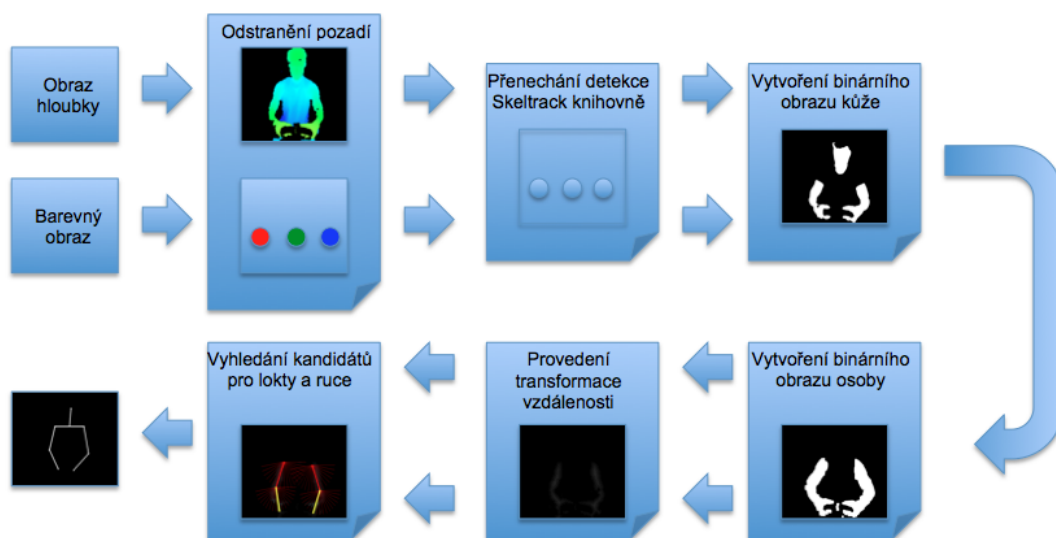 Obraz
hloubky
Odstranění pozadí
Přenechání detekce
Skeltrack knihovně
Vytvoření binárního
obrazu kůže
Barevný
obraz
Vyhledání kandidátů
pro lokty a ruce
Provedení
transformace
vzdálenosti
Vytvoření binárního
obrazu osoby